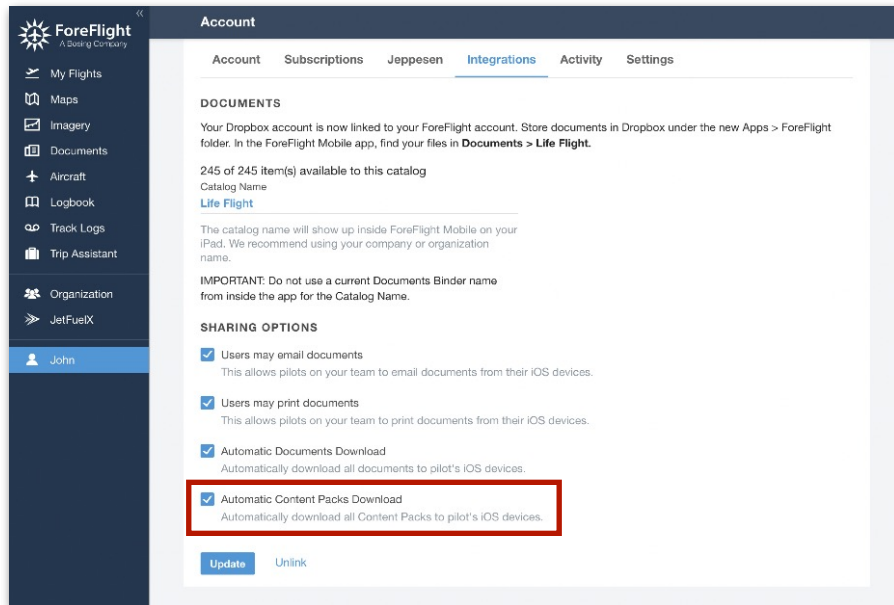 «
ForeFlight
A Boeing Company
My Flights
Maps
Imagery
Documents
Aircraft
Logbook
Track Logs
Trip Assistant
Organization
JetFuelX
John
Account
Account Subscriptions Jeppesen Integrations Activity Settings
DOCUMENTS
Your Dropbox account is now linked to your ForeFlight account. Store documents in Dropbox under the new Apps > ForeFlight
folder. In the ForeFlight Mobile app, find your files in Documents > Life Flight.
245 of 245 item(s) available to this catalog
Catalog Name
Life Flight
The catalog name will show up inside ForeFlight Mobile on your
iPad. We recommend using your company or organization
name.
IMPORTANT: Do not use a current Documents Binder name
from inside the app for the Catalog Name.
SHARING OPTIONS
Users may email documents
This allows pilots on your team to email documents from their iOS devices.
Users may print documents
This allows pilots on your team to print documents from their iOS devices.
Automatic Documents Download
Automatically download all documents to pilot's iOS devices.
Automatic Content Packs Download
Automatically download all Content Packs to pilot's iOS devices.
Update Unlink